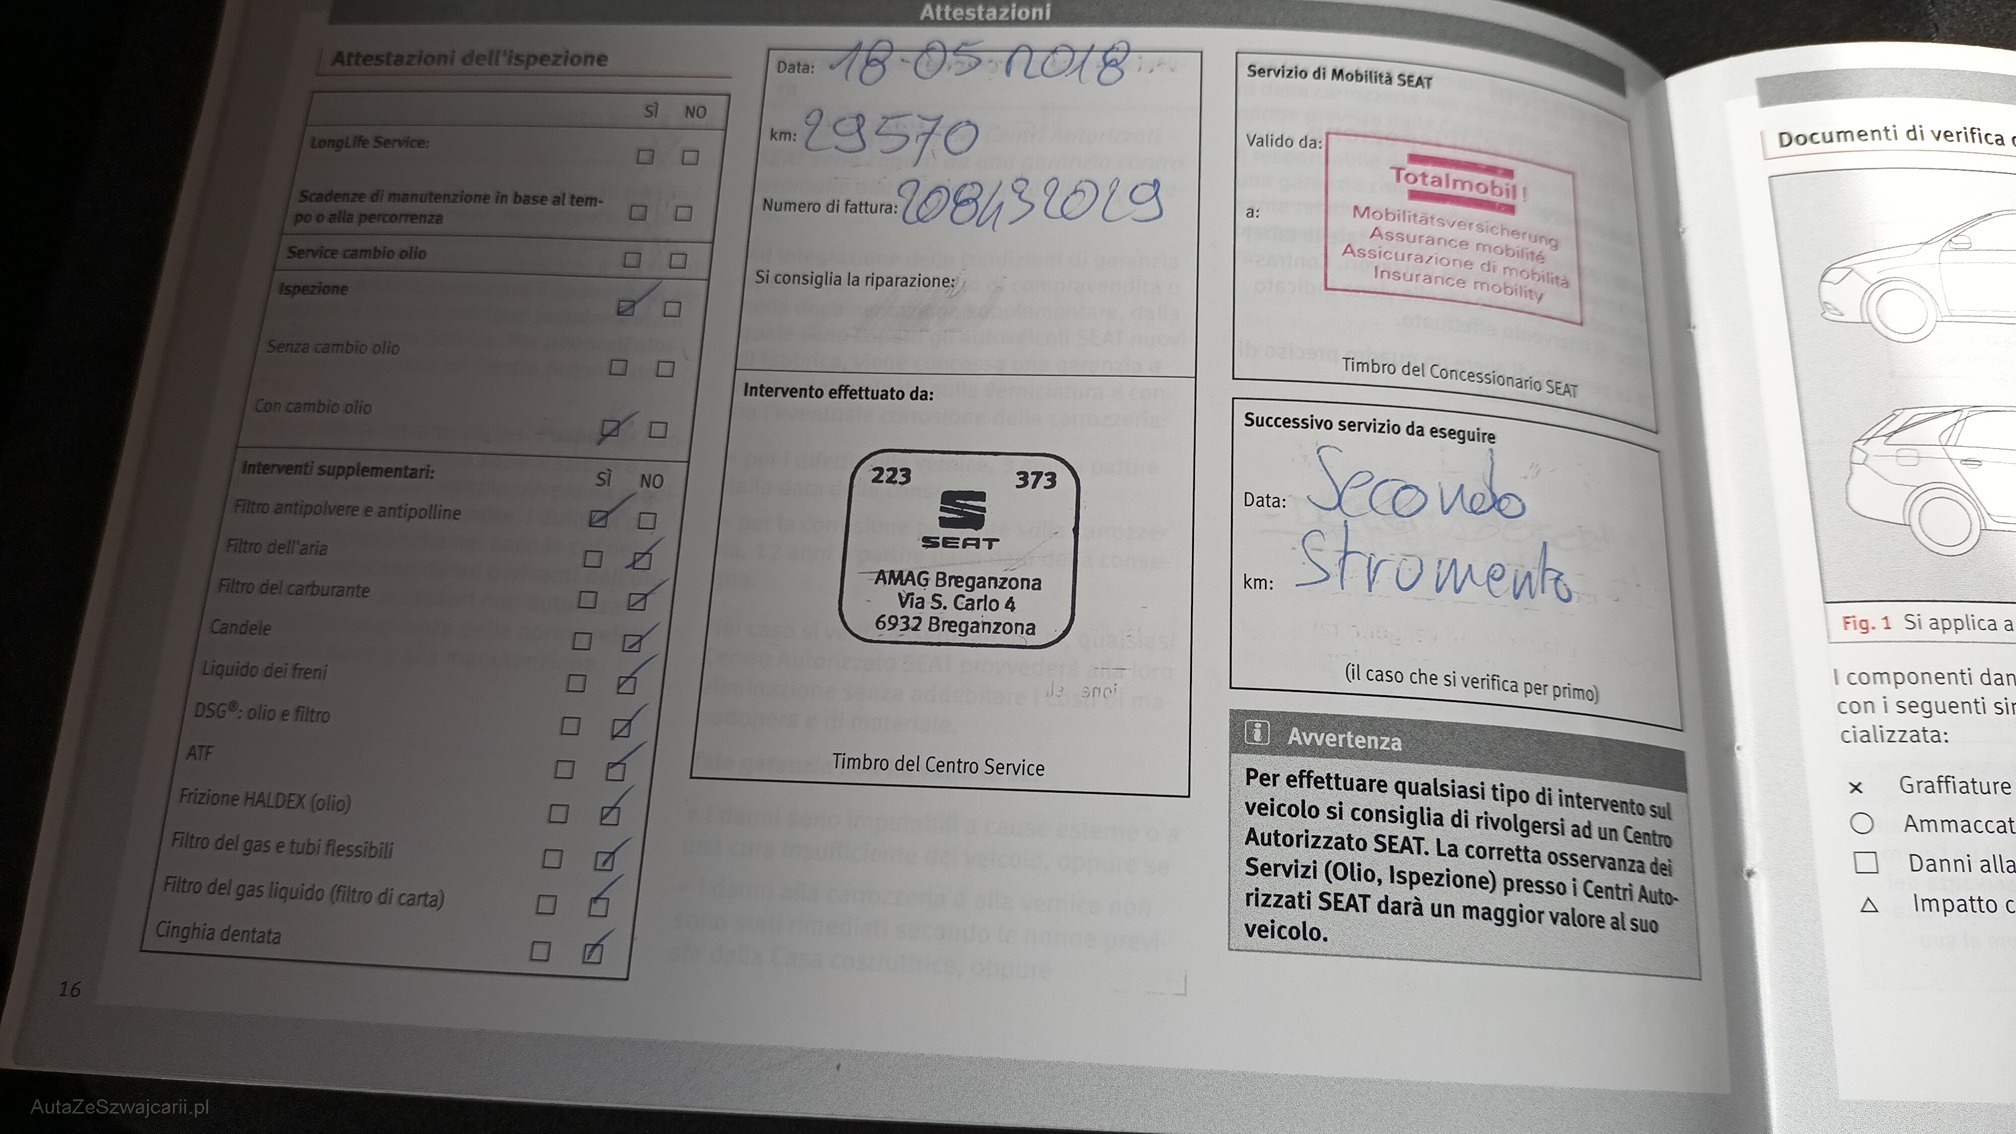 Attestazioni
Attestazioni dell'ispezione
SÌ NO
LongLife Service:
Scadenze di manutenzione in base al tem-
po o alla percorrenza
Service cambio olio
Ispezione
Senza cambio olio
Con cambio olio
Interventi supplementari:
SÌ NO
Filtro antipolvere e antipolline
Filtro dell'aria
Filtro del carburante
Candele
Liquido dei freni
DSG®: olio e filtro
ATF
Frizione HALDEX (olio)
Filtro del gas e tubi flessibili
Filtro del gas liquido (filtro di carta)
Cinghia dentata
16
Data: 18-05-2018
km: 29570
Numero di fattura:
Si consiglia la riparazione:
Intervento effettuato da:
223 373
SEAT
AMAG Breganzona
Via S. Carlo 4
6932 Breganzona
Timbro del Centro Service
Servizio di Mobilità SEAT
Valido da:
a:
Totalmobil!
Mobilitätsversicherung
Assurance mobilité
Assicurazione di mobilità
Insurance mobility
Timbro del Concessionario SEAT
Successivo servizio da eseguire
Data: Secondo
km: Stromento
(il caso che si verifica per primo)
i Avvertenza
Per effettuare qualsiasi tipo di intervento sul
veicolo si consiglia di rivolgersi ad un Centro
Autorizzato SEAT. La corretta osservanza dei
Servizi (Olio, Ispezione) presso i Centri Auto-
rizzati SEAT darà un maggior valore al suo
veicolo.
Documenti di verifica
Fig. 1 Si applica a
I componenti dan
con i seguenti sim
cializzata:
Graffiature
Ammaccat
Danni alla
Impatto c
AutaZeSzwajcarii.pl